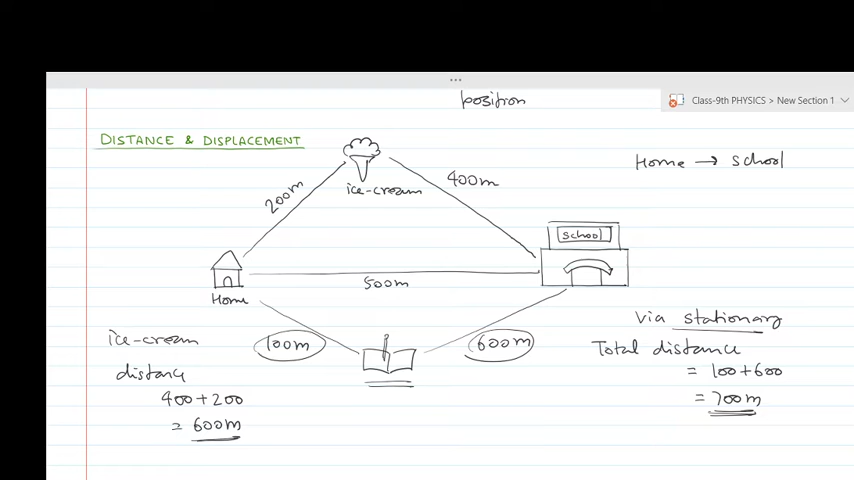 position
Class-9th PHYSICS > New Section 1
DISTANCE & DISPLACEMENT
Home → school
200m
ice-cream
400m
school
Home
500m
100m
600m
ice-cream
distance
400+200
= 600m
via stationary
Total distance
= 100+600
= 700m